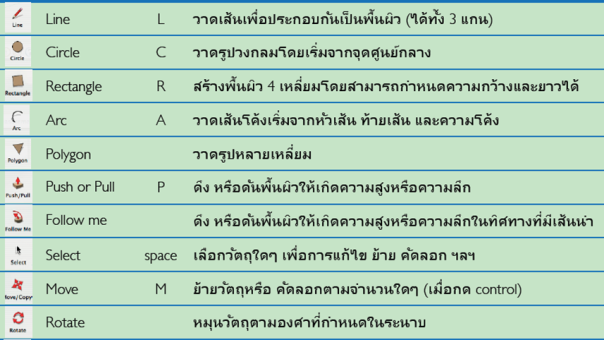 Line Line L วาดเส้นเพื่อประกอบกันเป็นพื้นผิว (ได้ทั้ง 3 แกน)
Circle Circle C วาดรูปวงกลมโดยเริ่มจากจุดศูนย์กลาง
Rectangle Rectangle R สร้างพื้นผิว 4 เหลี่ยมโดยสามารถกำหนดความกว้างและยาวได้
Arc Arc A วาดเส้นโค้งเริ่มจากหัวเส้น ท้ายเส้น และความโค้ง
Polygon Polygon วาดรูปหลายเหลี่ยม
Push/Pull Push or Pull P ดึง หรือดันพื้นผิวให้เกิดความสูงหรือความลึก
Follow Me Follow me ดึง หรือดันพื้นผิวให้เกิดความสูงหรือความลึกในทิศทางที่มีเส้นนำ
Select Select space เลือกวัตถุใดๆ เพื่อการแก้ไข ย้าย คัดลอก ฯลฯ
Move/Copy Move M ย้ายวัตถุหรือ คัดลอกตามจำนวนใดๆ (เมื่อกด control)
Rotate Rotate หมุนวัตถุตามองศาที่กำหนดในระนาบ